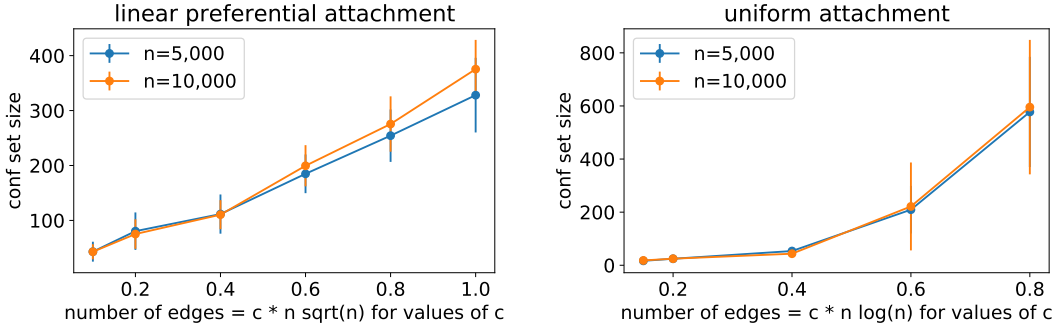 linear preferential attachment
n=5,000
n=10,000
400
300
200
100
conf set size
0.2
0.4
0.6
0.8
1.0
number of edges = c * n sqrt(n) for values of c
uniform attachment
n=5,000
n=10,000
800
600
400
200
0
conf set size
0.2
0.4
0.6
0.8
number of edges = c * n log(n) for values of c